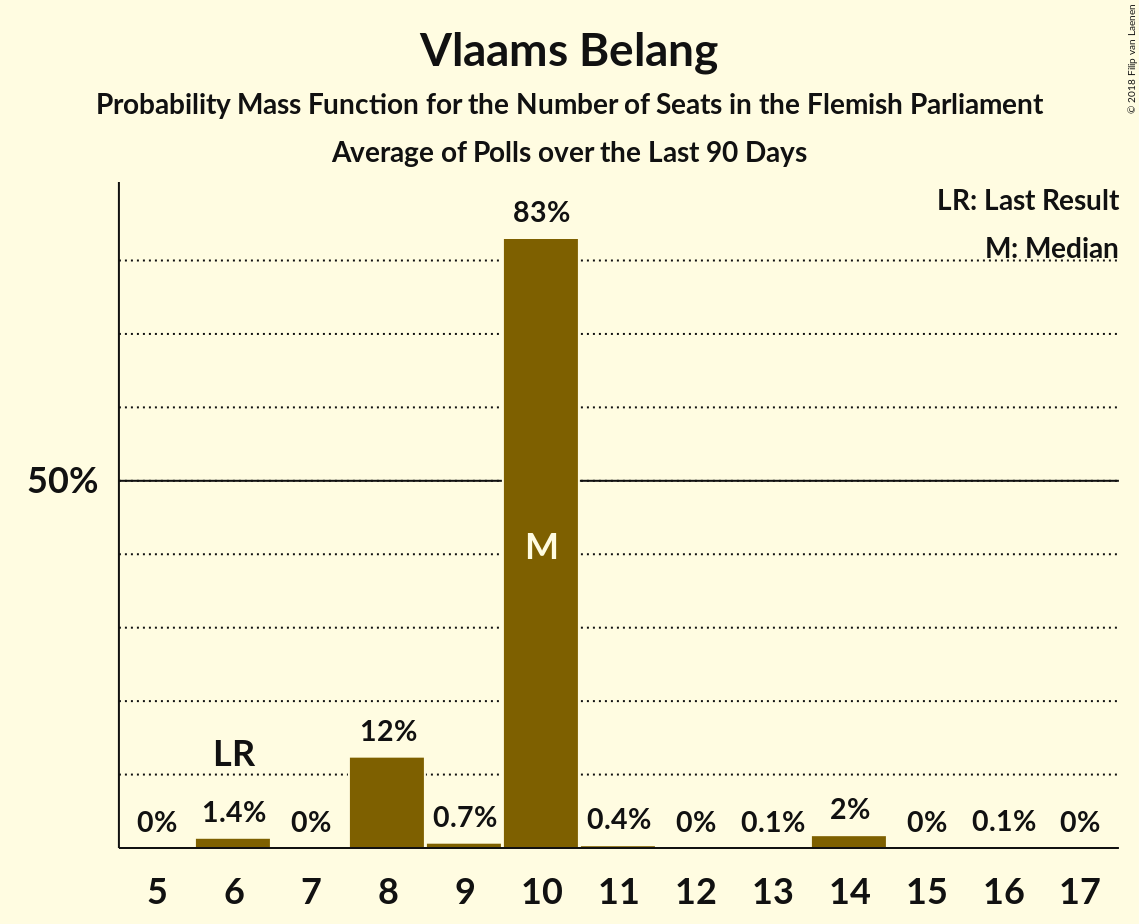 Vlaams Belang
Probability Mass Function for the Number of Seats in the Flemish Parliament
Average of Polls over the Last 90 Days
© 2018 Filip van Laenen
LR: Last Result
M: Median
83%
50%
M
12%
LR
0%
1.4%
0%
0.7%
0.4%
0%
0.1%
2%
0%
0.1%
0%
5 6 7 8 9 10 11 12 13 14 15 16 17